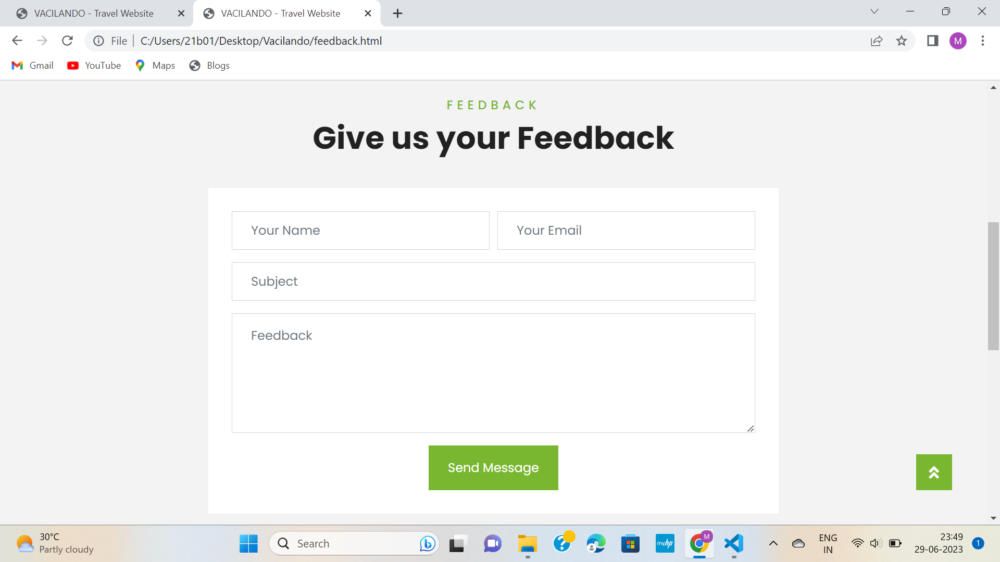 VACILANDO - Travel Website
VACILANDO - Travel Website
File
C:/Users/21b01/Desktop/Vacilando/feedback.html
M
Gmail
YouTube
Maps
Blogs
FEEDBACK
Give us your Feedback
Your Name
Your Email
Subject
Feedback
Send Message
30°C
Partly cloudy
Search
myhp
M
ENG
IN
23:49
29-06-2023
1